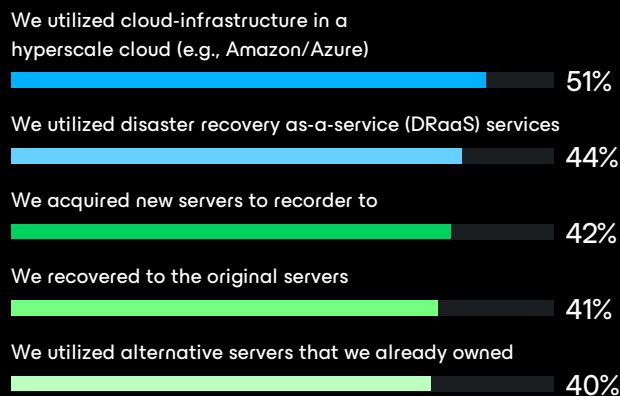 We utilized cloud-infrastructure in a
hyperscale cloud (e.g., Amazon/Azure)
51%
We utilized disaster recovery as-a-service (DRaaS) services
44%
We acquired new servers to recorder to
42%
We recovered to the original servers
41%
We utilized alternative servers that we already owned
40%